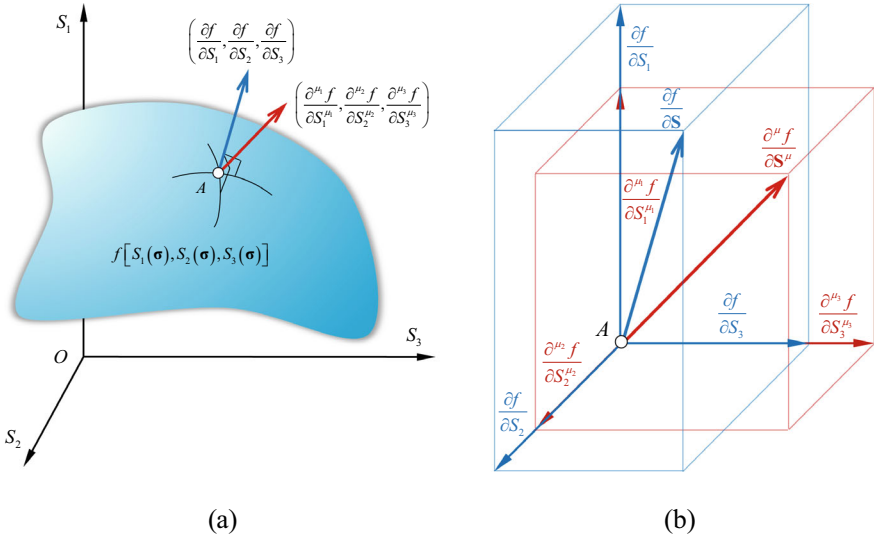 S₁
(∂f/∂S₁, ∂f/∂S₂, ∂f/∂S₃)
(∂^μ₁ f/∂S₁^μ₁, ∂^μ₂ f/∂S₂^μ₂, ∂^μ₃ f/∂S₃^μ₃)
A
f[S₁(σ), S₂(σ), S₃(σ)]
S₃
O
S₂
(a)
∂f/∂S₁
∂f/∂S
∂^μ f/∂S^μ
∂^μ₁ f/∂S₁^μ₁
A
∂f/∂S₃
∂^μ₃ f/∂S₃^μ₃
∂^μ₂ f/∂S₂^μ₂
∂f/∂S₂
(b)